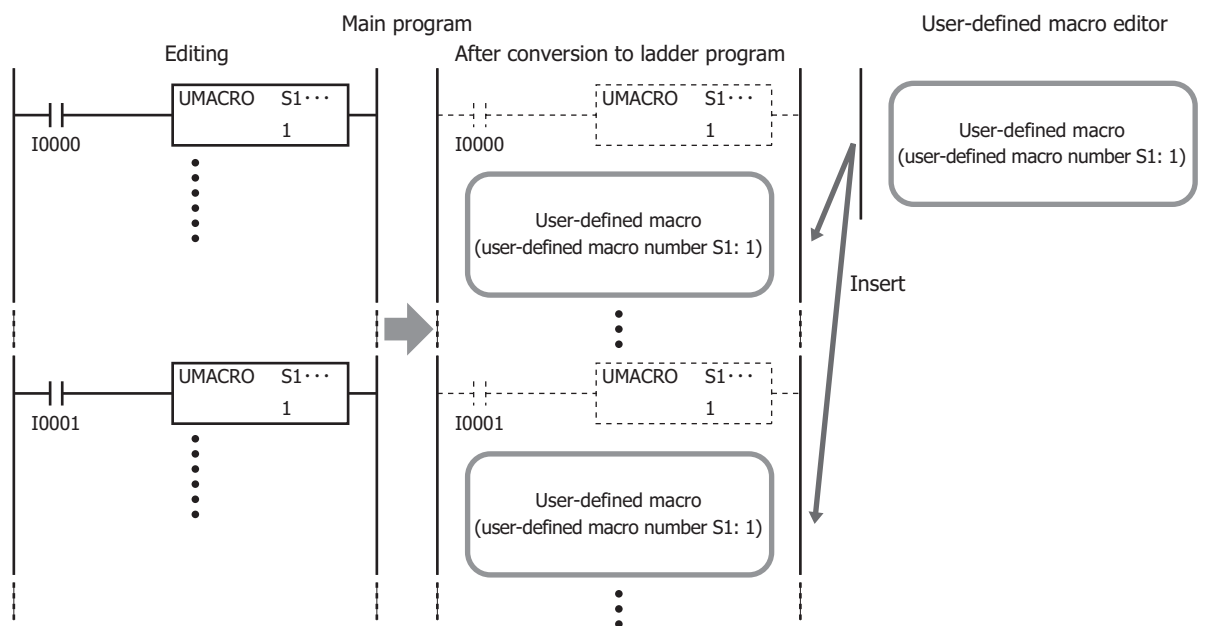 Main program
User-defined macro editor
Editing
After conversion to ladder program
UMACRO S1···
1
I0000
UMACRO S1···
1
I0000
User-defined macro
(user-defined macro number S1: 1)
User-defined macro
(user-defined macro number S1: 1)
Insert
UMACRO S1···
1
I0001
UMACRO S1···
1
I0001
User-defined macro
(user-defined macro number S1: 1)